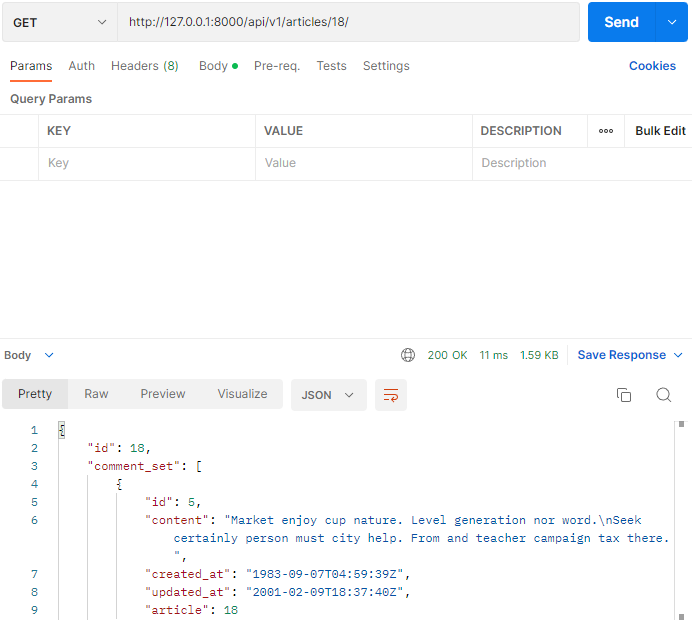 GET http://127.0.0.1:8000/api/v1/articles/18/ Send
Params Auth Headers (8) Body Pre-req. Tests Settings Cookies
Query Params
KEY VALUE DESCRIPTION Bulk Edit
Key Value Description
Body 200 OK 11 ms 1.59 KB Save Response
Pretty Raw Preview Visualize JSON
1 {
2 "id": 18,
3 "comment_set": [
4 {
5 "id": 5,
6 "content": "Market enjoy cup nature. Level generation nor word.\nSeek
certainly person must city help. From and teacher campaign tax there.
",
7 "created_at": "1983-09-07T04:59:39Z",
8 "updated_at": "2001-02-09T18:37:40Z",
9 "article": 18